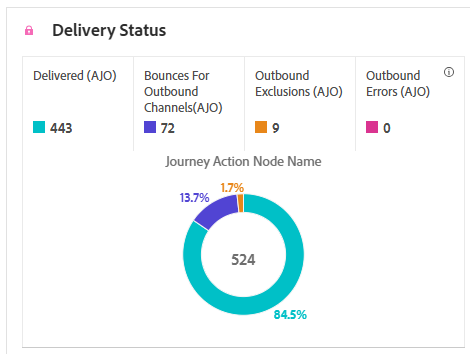 Delivery Status
Delivered (AJO)
443
Bounces For
Outbound
Channels(AJO)
72
Outbound
Exclusions (AJO)
9
Outbound
Errors (AJO)
0
Journey Action Node Name
1.7%
13.7%
524
84.5%